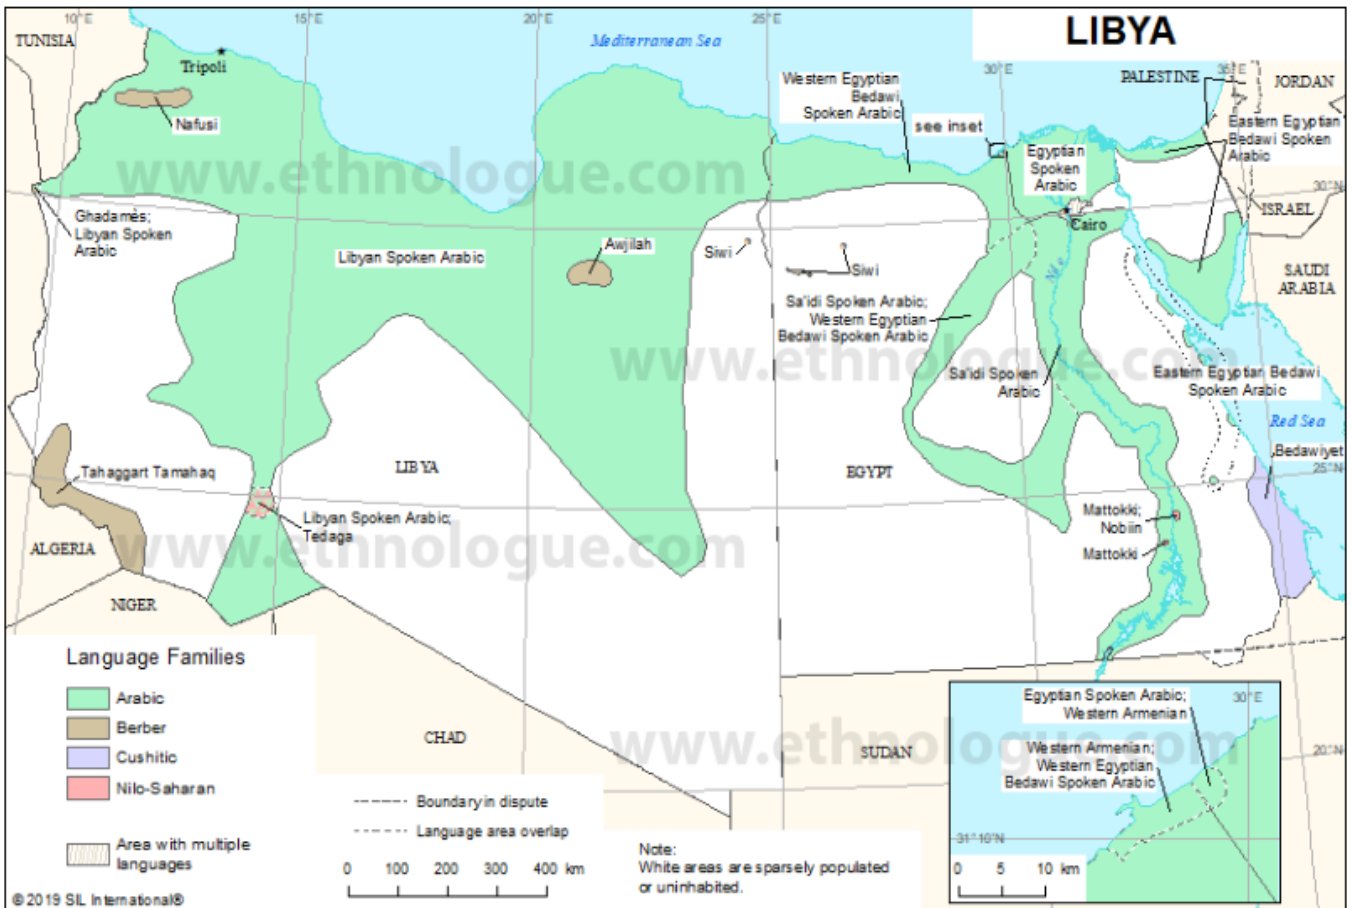 LIBYA
10°E
15°E
20°E
25°E
30°E
35°E
TUNISIA
Tripoli
Mediterranean Sea
Nafusi
www.ethnologue.com
Western Egyptian
Bedawi
Spoken Arabic
see inset
Egyptian
Spoken
Arabic
PALESTINE
JORDAN
Eastern Egyptian
Bedawi Spoken
Arabic
30°N
ISRAEL
Cairo
Ghadamès;
Libyan Spoken
Arabic
Libyan Spoken Arabic
Awjilah
Siwi
Siwi
Nile
SAUDI
ARABIA
Sa'idi Spoken Arabic;
Western Egyptian
Bedawi Spoken Arabic
www.ethnologue.com
Sa'idi Spoken
Arabic
Eastern Egyptian Bedawi
Spoken Arabic
Red Sea
Bedawiyet
25°N
Tahaggart Tamahaq
LIBYA
EGYPT
Libyan Spoken Arabic;
Tedaga
Mattokki;
Nobiin
Mattokki
ALGERIA
www.ethnologue.com
NIGER
CHAD
SUDAN
www.ethnologue.com
20°N
Language Families
Arabic
Berber
Cushitic
Nilo-Saharan
Area with multiple
languages
Boundary in dispute
Language area overlap
0 100 200 300 400 km
Note:
White areas are sparsely populated
or uninhabited.
Egyptian Spoken Arabic;
Western Armenian
30°E
Western Armenian;
Western Egyptian
Bedawi Spoken Arabic
31°10'N
0 5 10 km
©2019 SIL International®